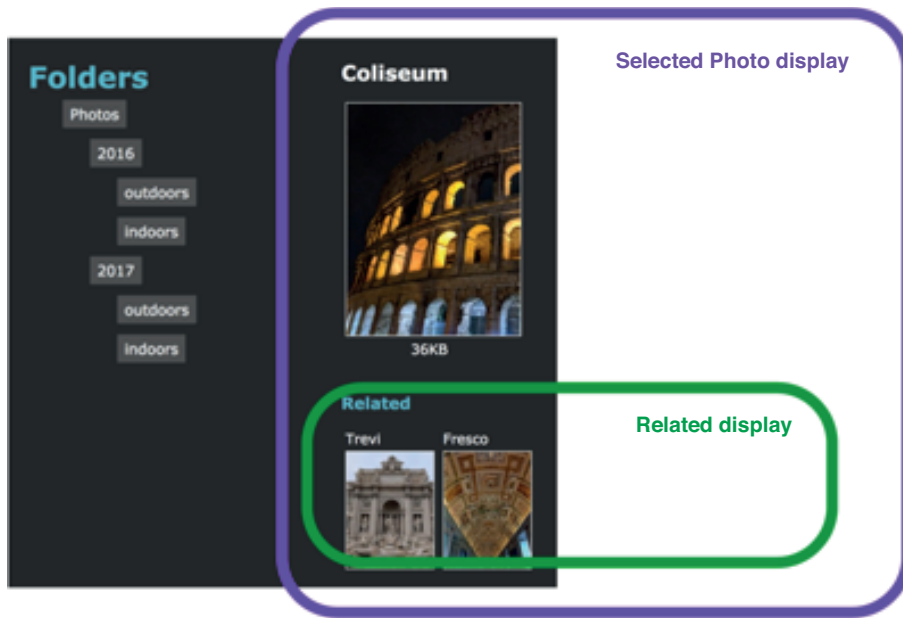 Folders
Photos
2016
outdoors
indoors
2017
outdoors
indoors
Coliseum
36KB
Related
Trevi
Fresco
Selected Photo display
Related display